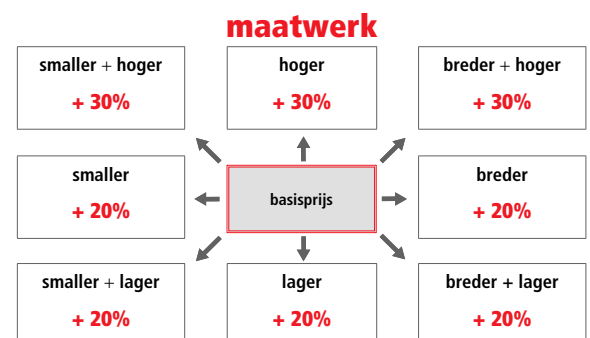 maatwerk
smaller + hoger
+ 30%
hoger
+ 30%
breder + hoger
+ 30%
smaller
+ 20%
basisprijs
breder
+ 20%
smaller + lager
+ 20%
lager
+ 20%
breder + lager
+ 20%